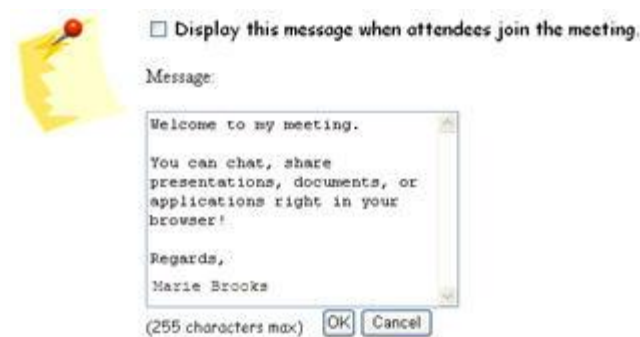 Display this message when attendees join the meeting.
Message:
Welcome to my meeting.
You can chat, share
presentations, documents, or
applications right in your
browser!
Regards,
Marie Brooks
(255 characters max) OK Cancel